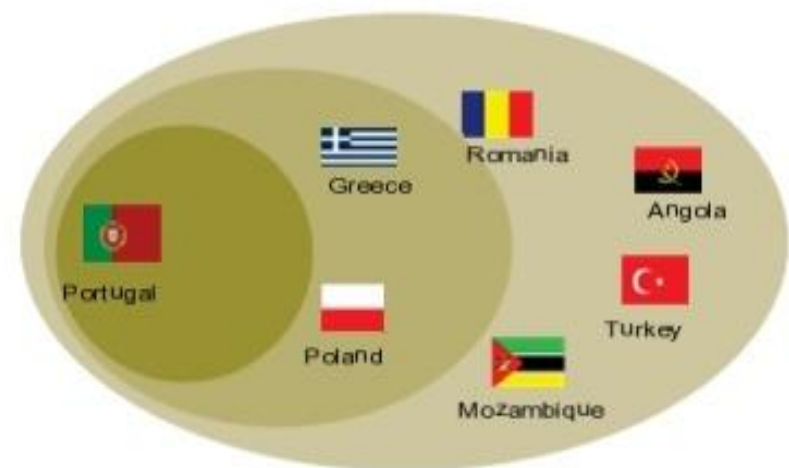 Romania
Greece
Angola
Portugal
Turkey
Poland
Mozambique